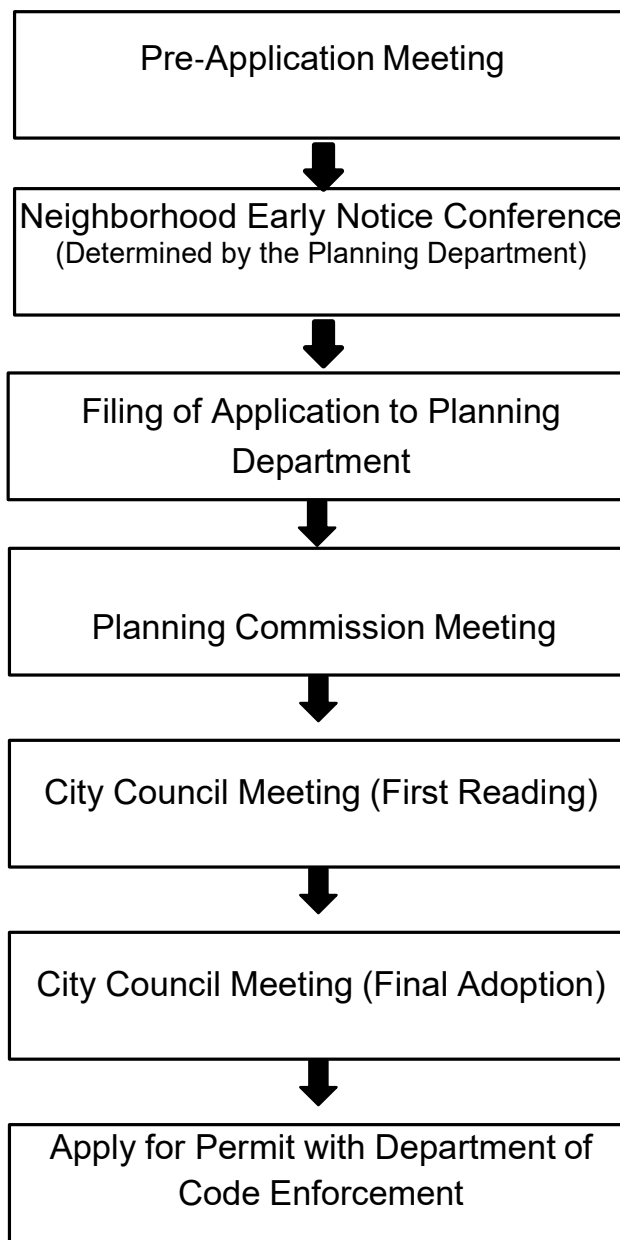 Pre-Application Meeting
Neighborhood Early Notice Conference
(Determined by the Planning Department)
Filing of Application to Planning
Department
Planning Commission Meeting
City Council Meeting (First Reading)
City Council Meeting (Final Adoption)
Apply for Permit with Department of
Code Enforcement